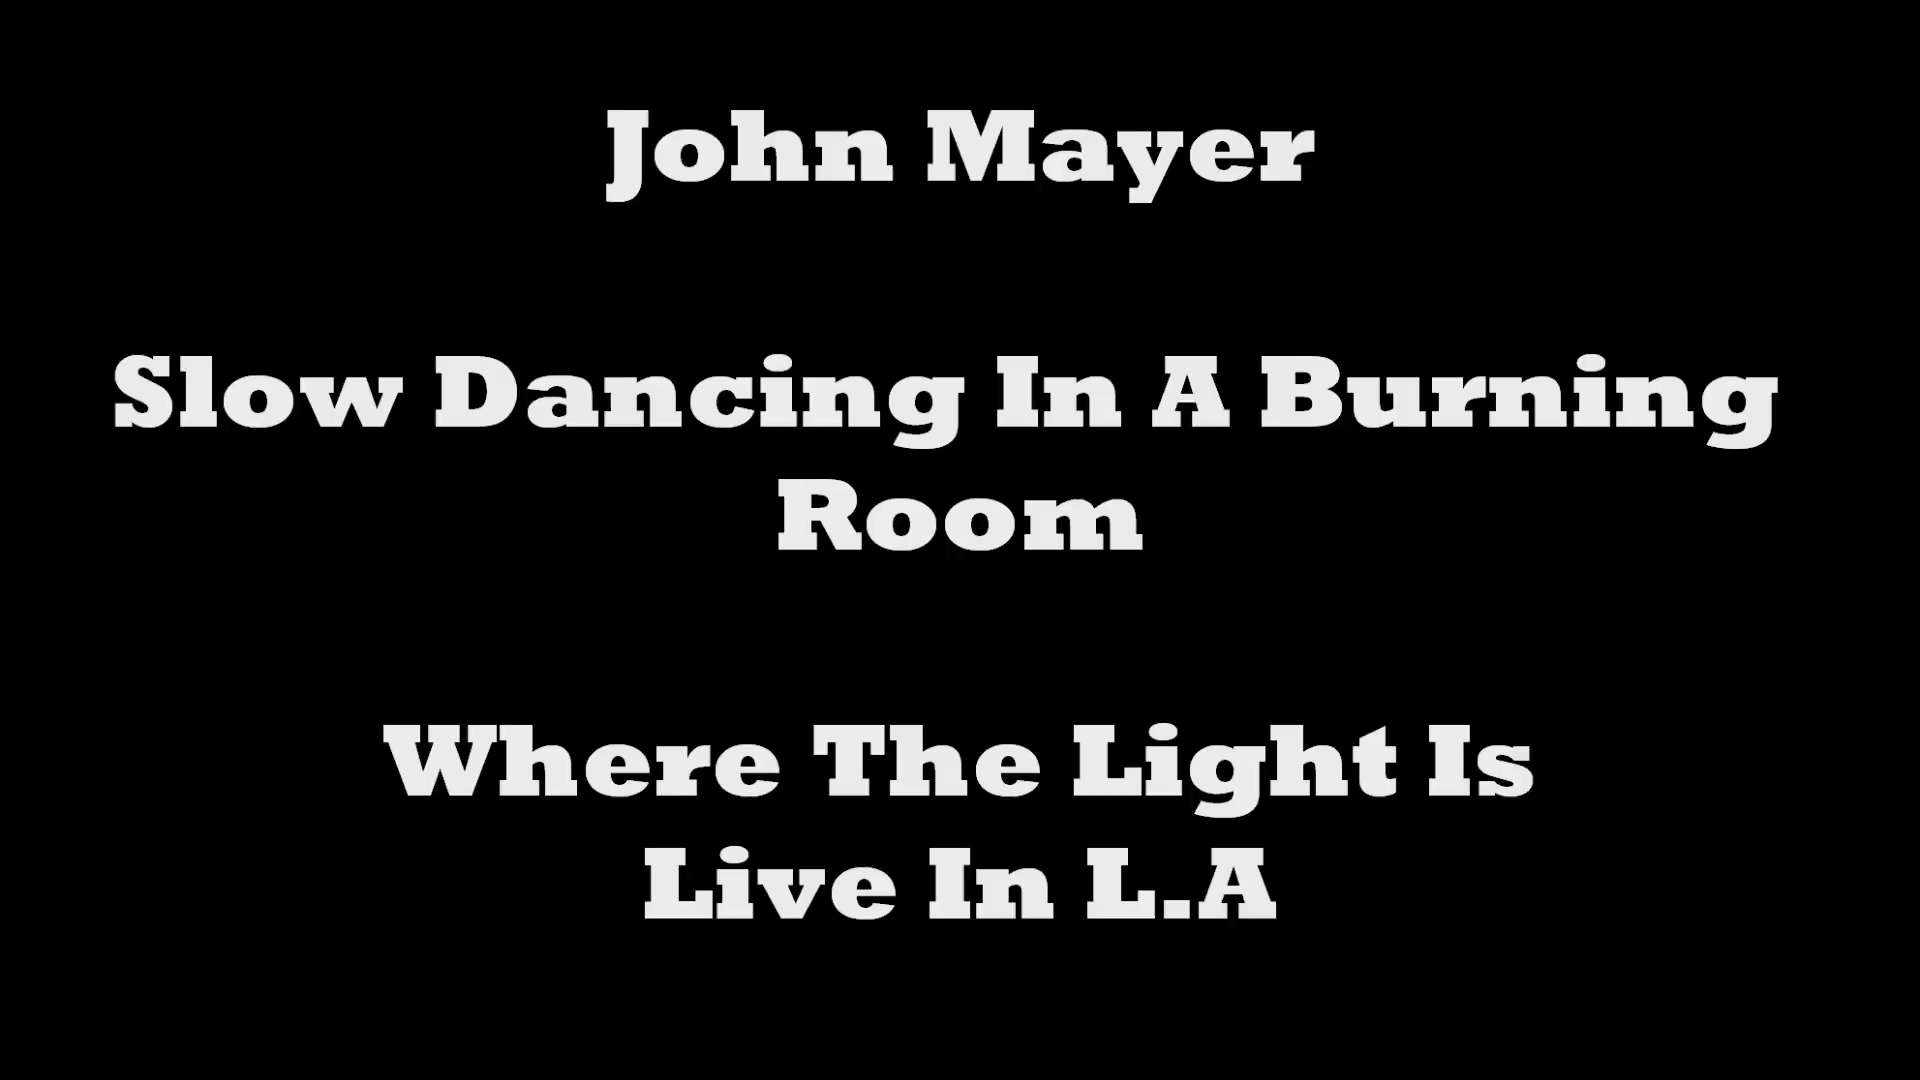 John Mayer
Slow Dancing In A Burning
Room
Where The Light Is
Live In L.A